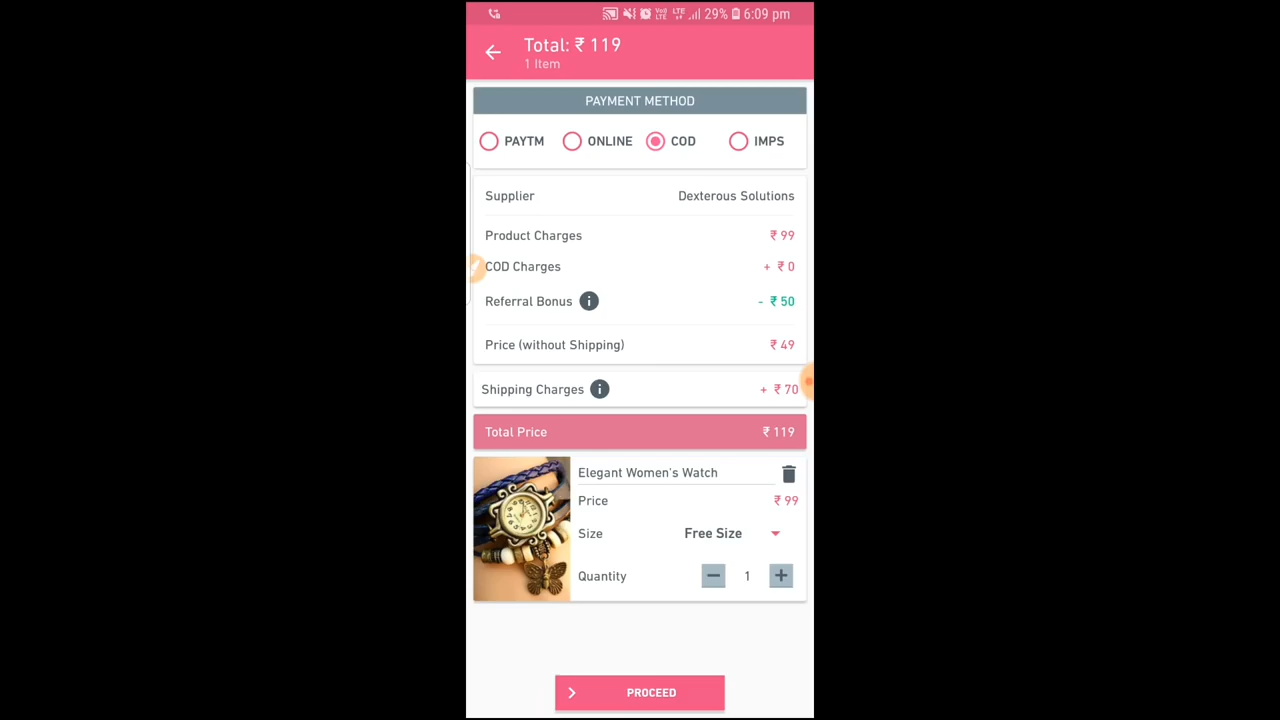 29% 6:09 pm
Total: ₹ 119
1 Item
PAYMENT METHOD
PAYTM ONLINE COD IMPS
Supplier Dexterous Solutions
Product Charges ₹ 99
COD Charges + ₹ 0
Referral Bonus i - ₹ 50
Price (without Shipping) ₹ 49
Shipping Charges i + ₹ 70
Total Price ₹ 119
Elegant Women's Watch
Price ₹ 99
Size Free Size
Quantity − 1 +
PROCEED